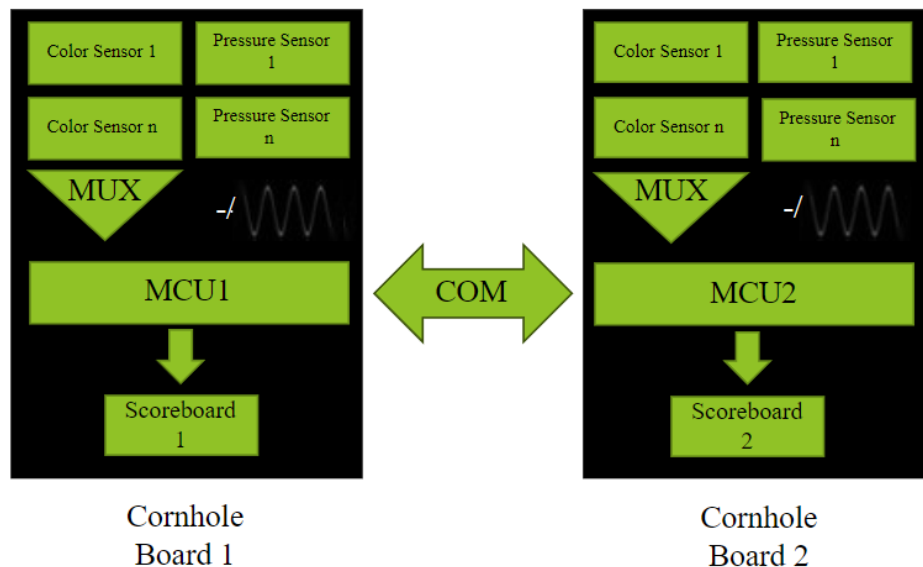 Color Sensor 1
Pressure Sensor
1
Color Sensor n
Pressure Sensor
n
MUX
-/
MCU1
Scoreboard
1
Cornhole
Board 1
COM
Color Sensor 1
Pressure Sensor
1
Color Sensor n
Pressure Sensor
n
MUX
-/
MCU2
Scoreboard
2
Cornhole
Board 2